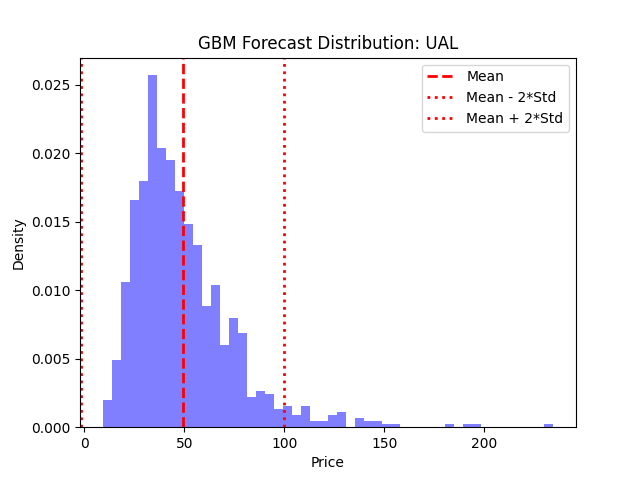 GBM Forecast Distribution: UAL
Mean
Mean - 2*Std
Mean + 2*Std
0.025
0.020
0.015
0.010
0.005
0.000
Density
0
50
100
150
200
Price